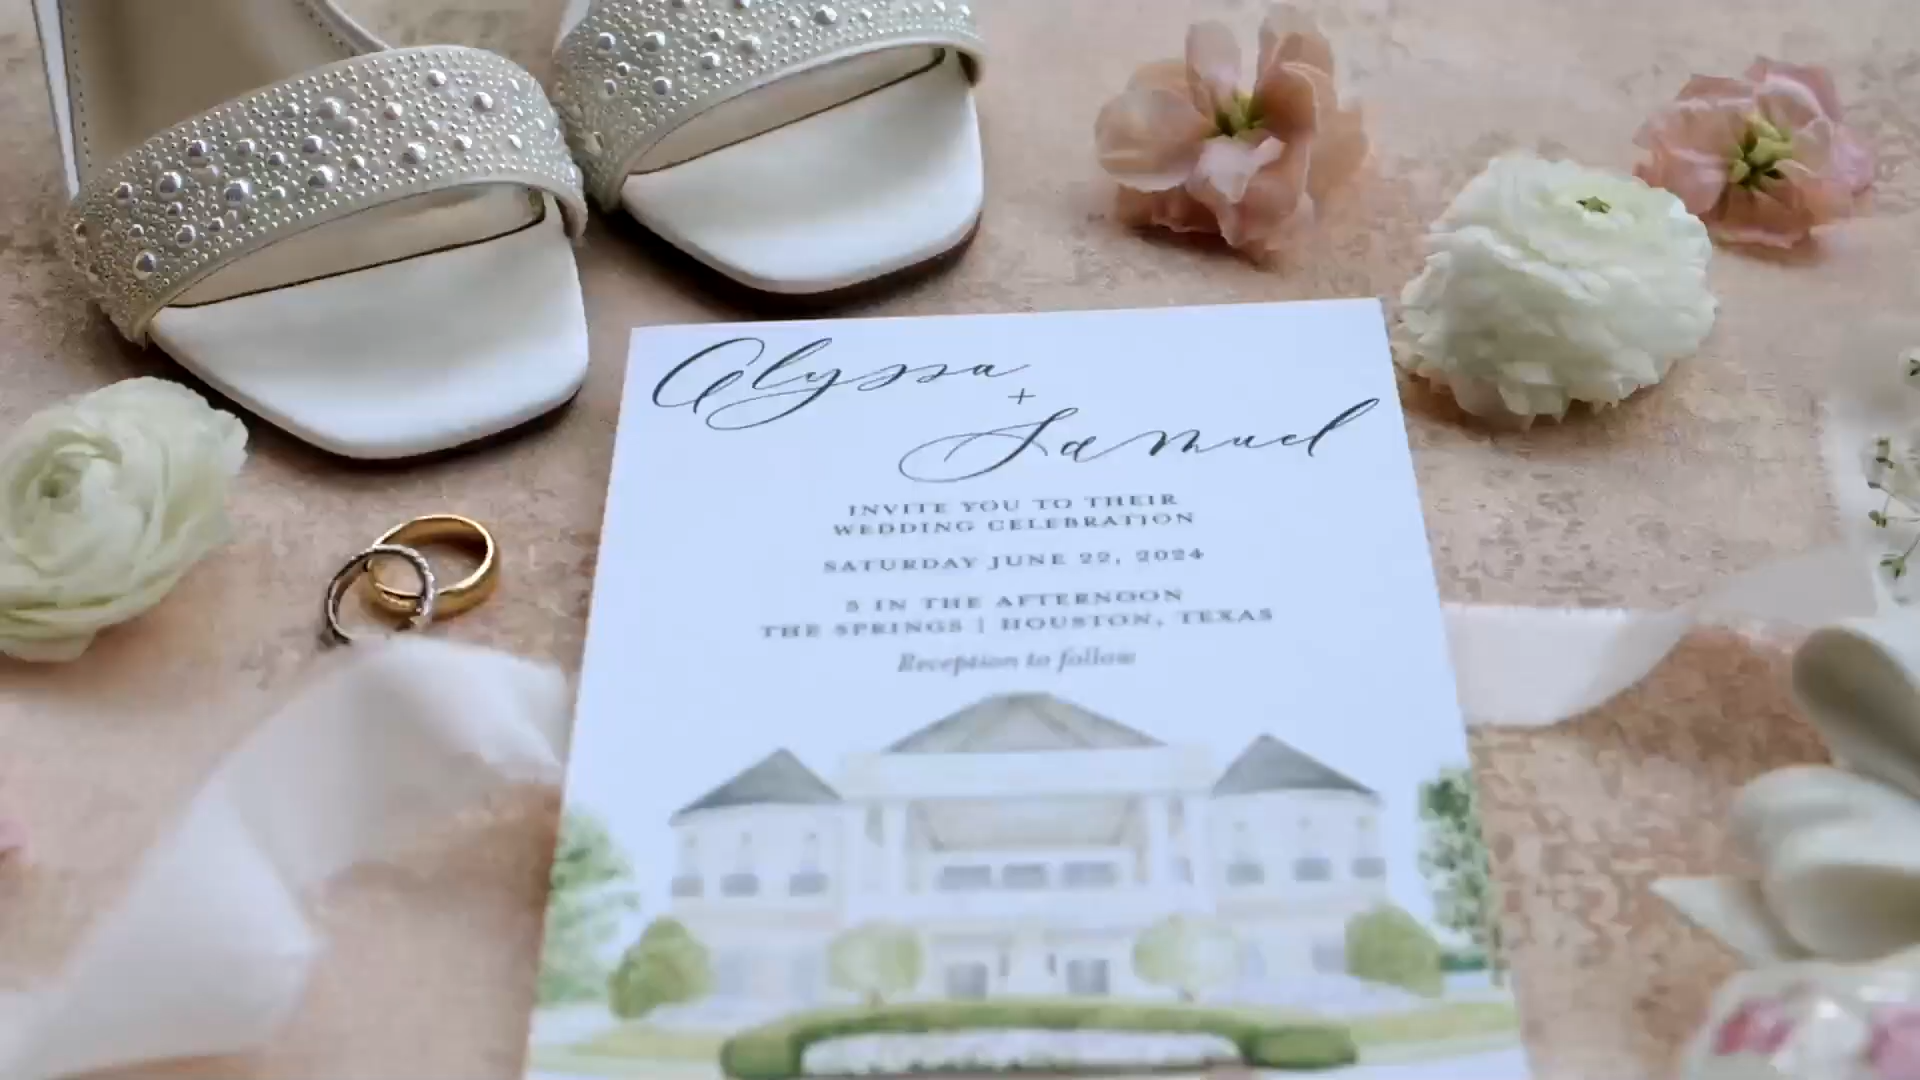 Alyssa
+
Samuel
INVITE YOU TO THEIR
WEDDING CELEBRATION
SATURDAY JUNE 22, 2024
5 IN THE AFTERNOON
THE SPRINGS | HOUSTON, TEXAS
Reception to follow